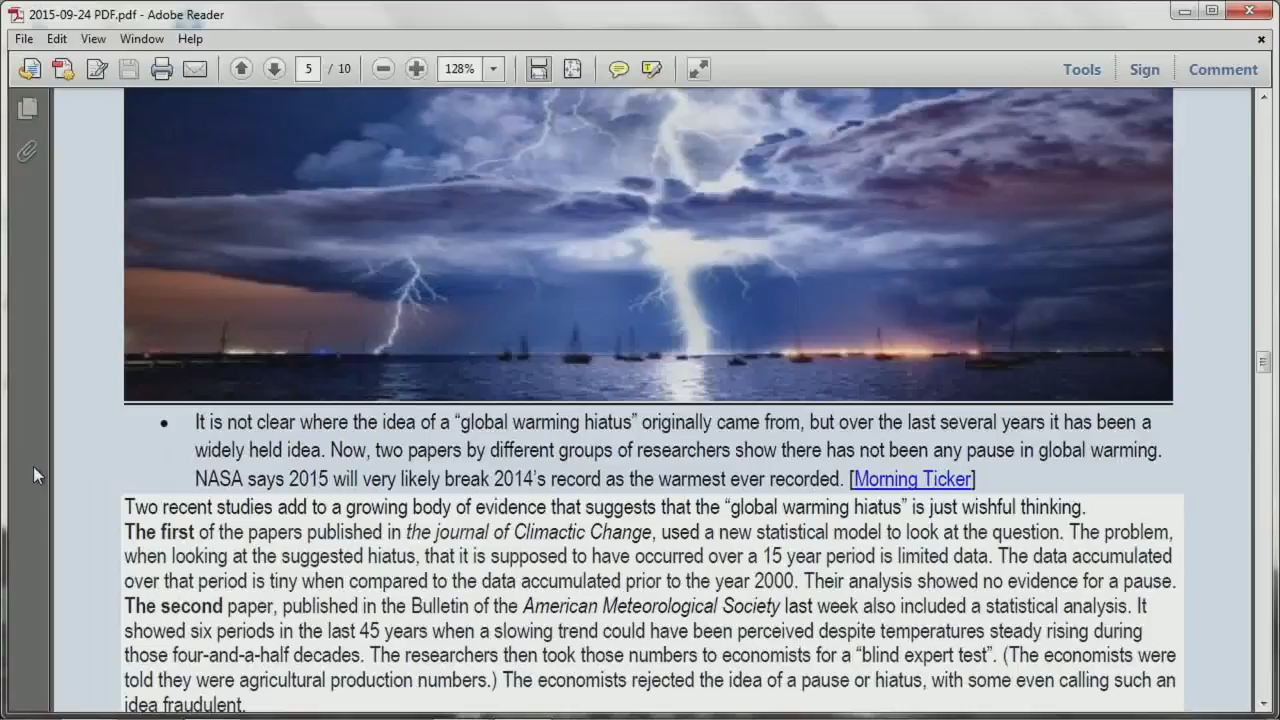 2015-09-24 PDF.pdf - Adobe Reader
File Edit View Window Help
5 / 10 128% Tools Sign Comment
• It is not clear where the idea of a “global warming hiatus” originally came from, but over the last several years it has been a
widely held idea. Now, two papers by different groups of researchers show there has not been any pause in global warming.
NASA says 2015 will very likely break 2014’s record as the warmest ever recorded. [Morning Ticker]
Two recent studies add to a growing body of evidence that suggests that the “global warming hiatus” is just wishful thinking.
The first of the papers published in the journal of Climactic Change, used a new statistical model to look at the question. The problem,
when looking at the suggested hiatus, that it is supposed to have occurred over a 15 year period is limited data. The data accumulated
over that period is tiny when compared to the data accumulated prior to the year 2000. Their analysis showed no evidence for a pause.
The second paper, published in the Bulletin of the American Meteorological Society last week also included a statistical analysis. It
showed six periods in the last 45 years when a slowing trend could have been perceived despite temperatures steady rising during
those four-and-a-half decades. The researchers then took those numbers to economists for a “blind expert test”. (The economists were
told they were agricultural production numbers.) The economists rejected the idea of a pause or hiatus, with some even calling such an
idea fraudulent.